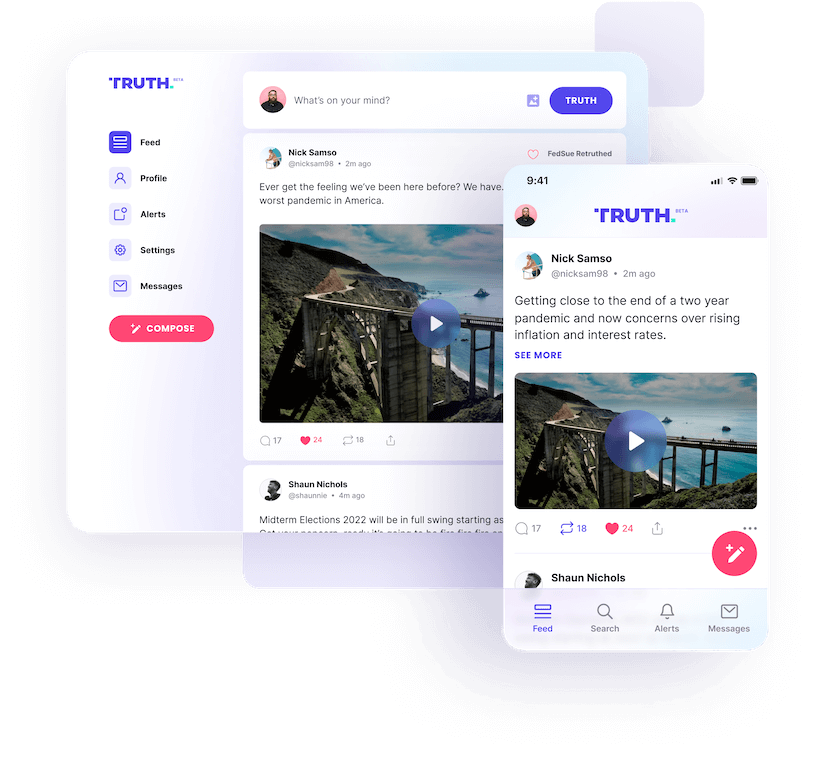 TRUTH. BETA
Feed
Profile
Alerts
Settings
Messages
COMPOSE
What's on your mind?
TRUTH
Nick Samso
@nicksam98 • 2m ago
FedSue Retruthed
Ever get the feeling we've been here before? We have.
worst pandemic in America.
17 24 18
Shaun Nichols
@shaunnie • 4m ago
Midterm Elections 2022 will be in full swing starting as
9:41
TRUTH. BETA
Nick Samso
@nicksam98 • 2m ago
Getting close to the end of a two year
pandemic and now concerns over rising
inflation and interest rates.
SEE MORE
17 18 24
Shaun Nichols
Feed
Search
Alerts
Messages